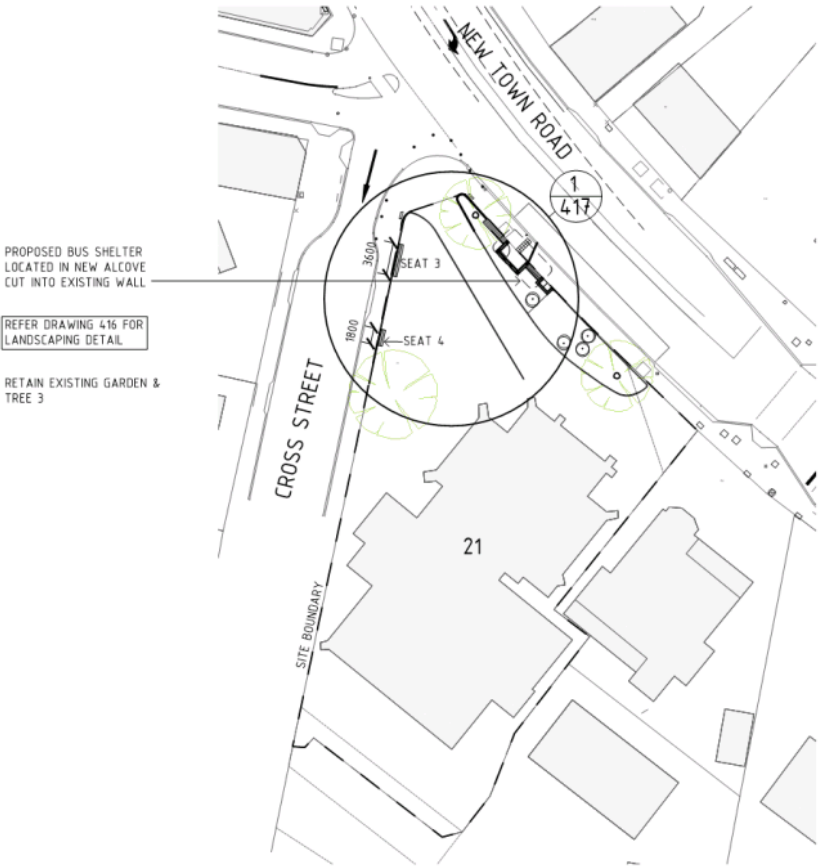 NEW TOWN ROAD
1
417
PROPOSED BUS SHELTER
LOCATED IN NEW ALCOVE
CUT INTO EXISTING WALL
3600
SEAT 3
REFER DRAWING 416 FOR
LANDSCAPING DETAIL
1800
SEAT 4
RETAIN EXISTING GARDEN &
TREE 3
CROSS STREET
21
SITE BOUNDARY